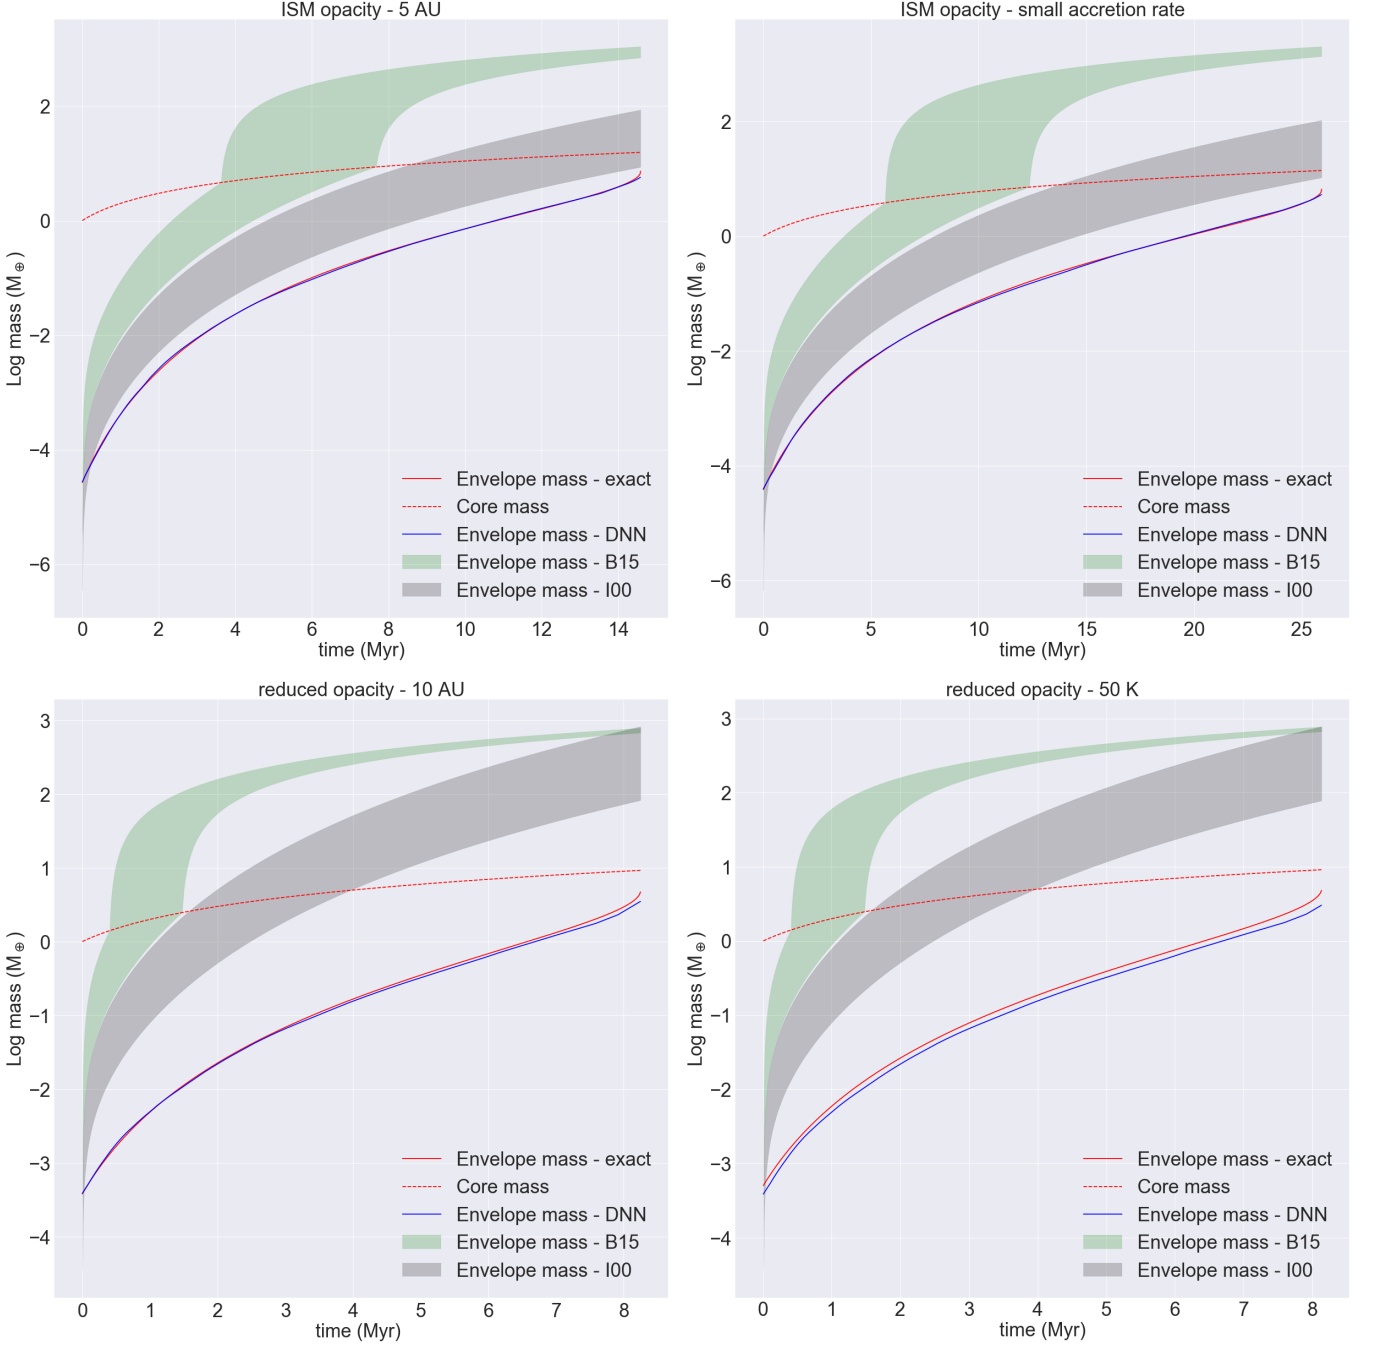 ISM opacity - 5 AU
Log mass (M⊕)
2
0
−2
−4
−6
Envelope mass - exact
Core mass
Envelope mass - DNN
Envelope mass - B15
Envelope mass - I00
0 2 4 6 8 10 12 14
time (Myr)
ISM opacity - small accretion rate
Log mass (M⊕)
2
0
−2
−4
−6
Envelope mass - exact
Core mass
Envelope mass - DNN
Envelope mass - B15
Envelope mass - I00
0 5 10 15 20 25
time (Myr)
reduced opacity - 10 AU
Log mass (M⊕)
3
2
1
0
−1
−2
−3
−4
Envelope mass - exact
Core mass
Envelope mass - DNN
Envelope mass - B15
Envelope mass - I00
0 1 2 3 4 5 6 7 8
time (Myr)
reduced opacity - 50 K
Log mass (M⊕)
3
2
1
0
−1
−2
−3
−4
Envelope mass - exact
Core mass
Envelope mass - DNN
Envelope mass - B15
Envelope mass - I00
0 1 2 3 4 5 6 7 8
time (Myr)